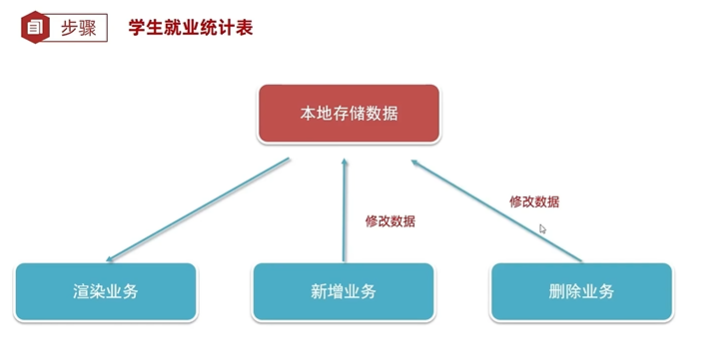 步骤
学生就业统计表
本地存储数据
修改数据
修改数据
渲染业务
新增业务
删除业务